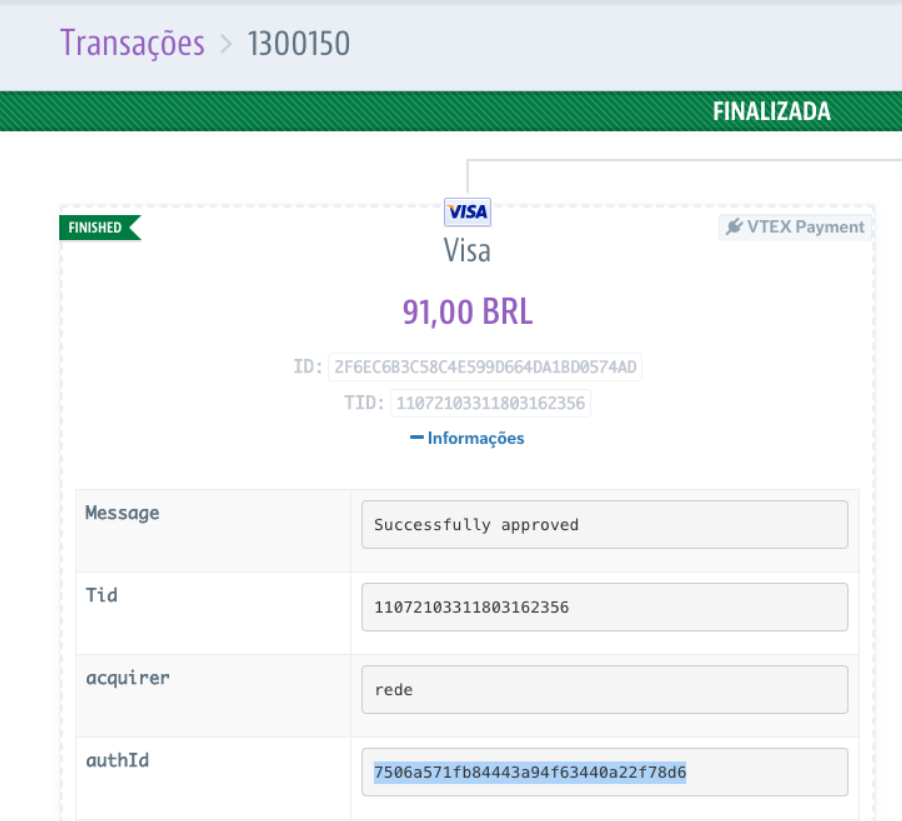 Transações > 1300150
FINALIZADA
VISA
FINISHED
VTEX Payment
Visa
91,00 BRL
ID: 2F6EC6B3C58C4E599D664DA1BD0574AD
TID: 11072103311803162356
Informações
Message
Successfully approved
Tid
11072103311803162356
acquirer
rede
authId
7506a571fb84443a94f63440a22f78d6